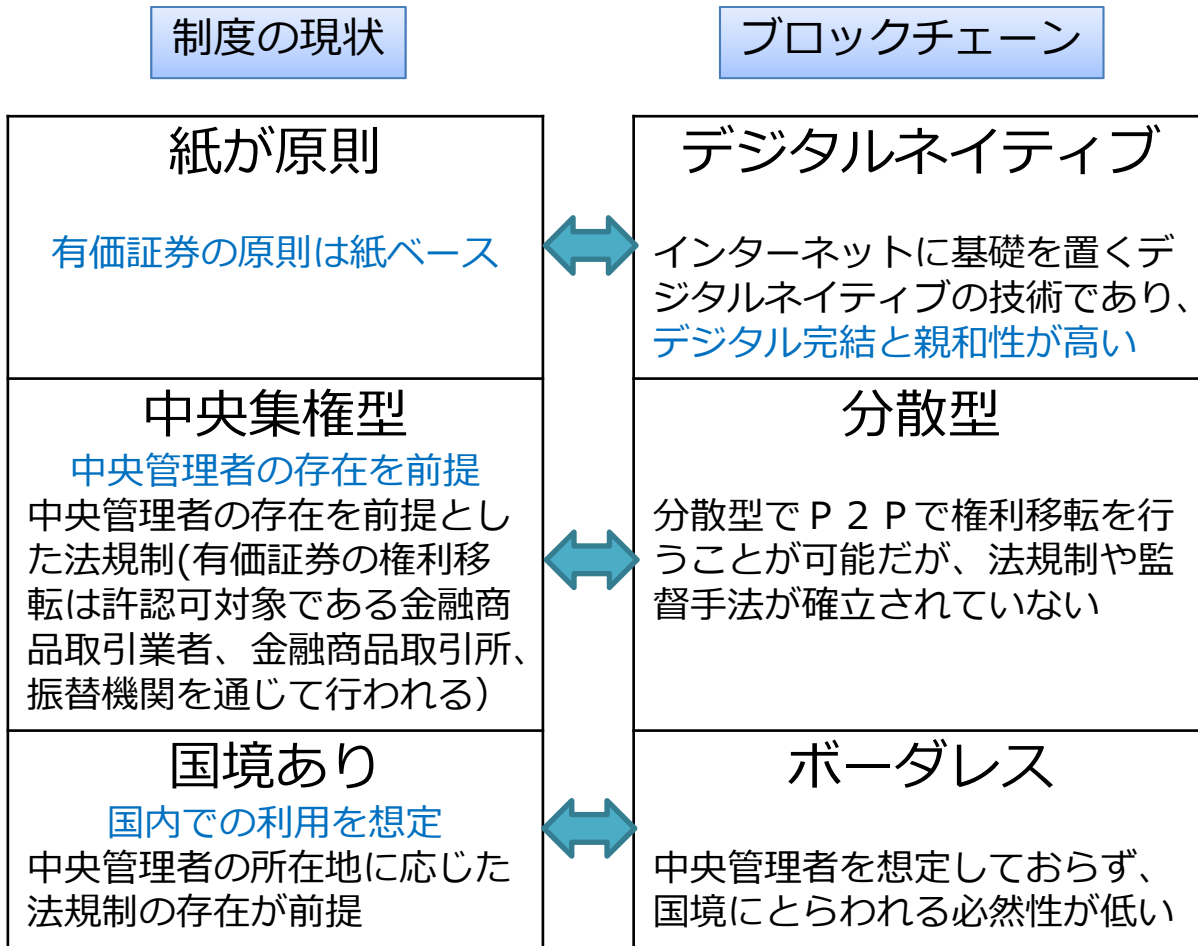 制度の現状
ブロックチェーン
紙が原則
有価証券の原則は紙ベース
デジタルネイティブ
インターネットに基礎を置くデ
ジタルネイティブの技術であり、
デジタル完結と親和性が高い
中央集権型
中央管理者の存在を前提
中央管理者の存在を前提とし
た法規制(有価証券の権利移
転は許認可対象である金融商
品取引業者、金融商品取引所、
振替機関を通じて行われる）
分散型
分散型でＰ２Ｐで権利移転を行
うことが可能だが、法規制や監
督手法が確立されていない
国境あり
国内での利用を想定
中央管理者の所在地に応じた
法規制の存在が前提
ボーダレス
中央管理者を想定しておらず、
国境にとらわれる必然性が低い